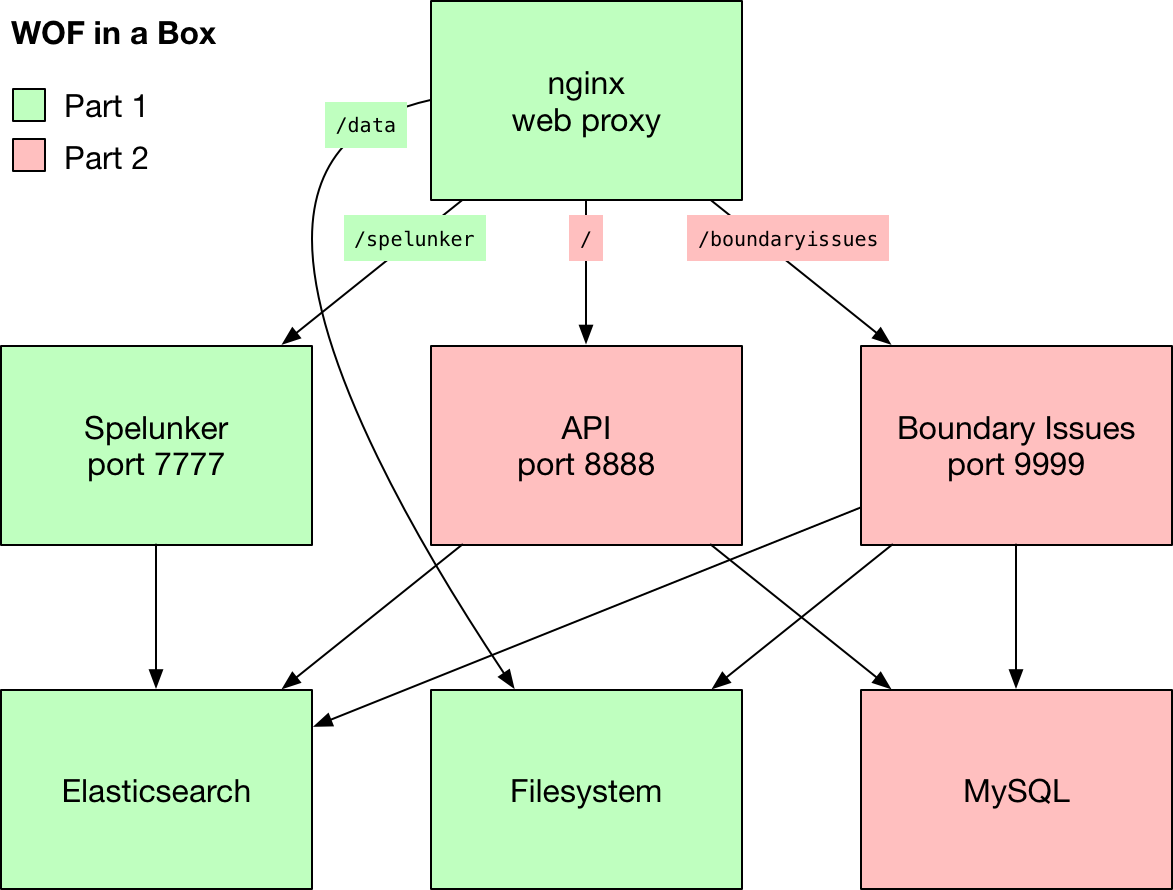 WOF in a Box
Part 1
Part 2
nginx
web proxy
/data
/spelunker
/
/boundaryissues
Spelunker
port 7777
API
port 8888
Boundary Issues
port 9999
Elasticsearch
Filesystem
MySQL